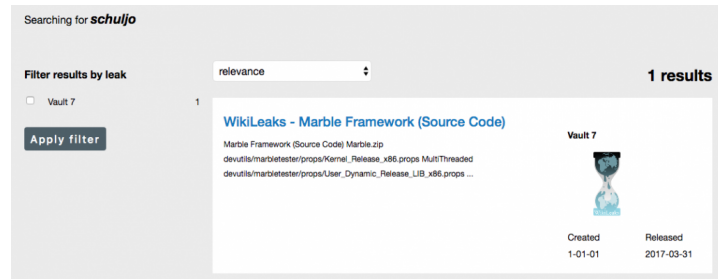 Searching for schuljo
Filter results by leak
relevance
1 results
Vault 7
1
Apply filter
WikiLeaks - Marble Framework (Source Code)
Marble Framework (Source Code) Marble.zip
devutils/marbletester/props/Kernel_Release_x86.props MultiThreaded
devutils/marbletester/props/User_Dynamic_Release_LIB_x86.props ...
Vault 7
Created
Released
1-01-01
2017-03-31